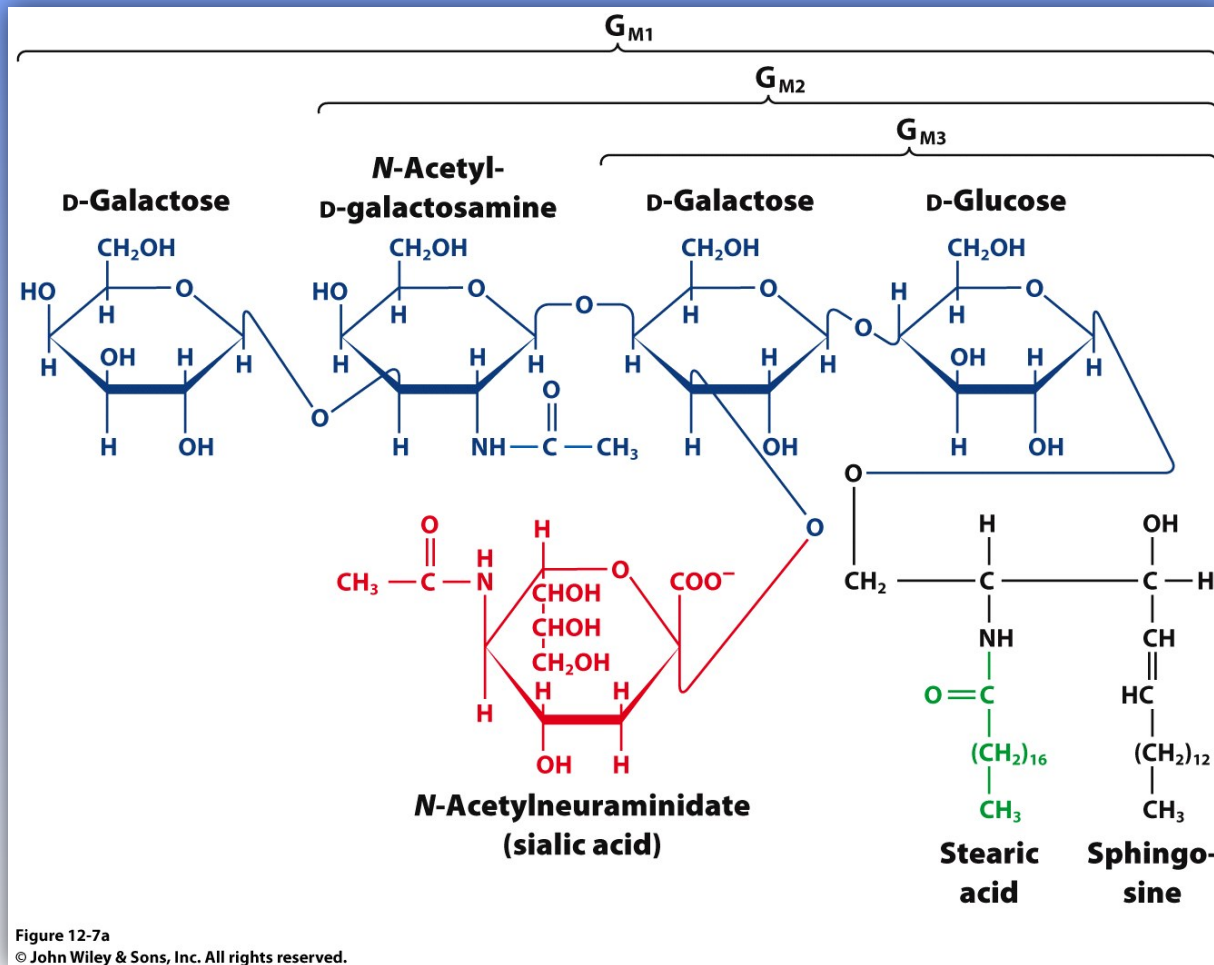 GM1
GM2
GM3
D-Galactose
N-Acetyl-
D-galactosamine
D-Galactose
D-Glucose
CH2OH CH2OH CH2OH CH2OH
HO O HO O O H O
H H O H O H
OH H H H H OH H
H H H H H H H H
O O
H OH H NH C CH3 H OH H OH
O
O H O H OH
CH3 C H N O COO− CH2 C C H
CHOH
CHOH NH CH
CH2OH
H H O C HC
H
(CH2)16 (CH2)12
OH H
CH3 CH3
N-Acetylneuraminidate
(sialic acid)
Stearic
acid
Sphingo-
sine
Figure 12-7a
© John Wiley & Sons, Inc. All rights reserved.